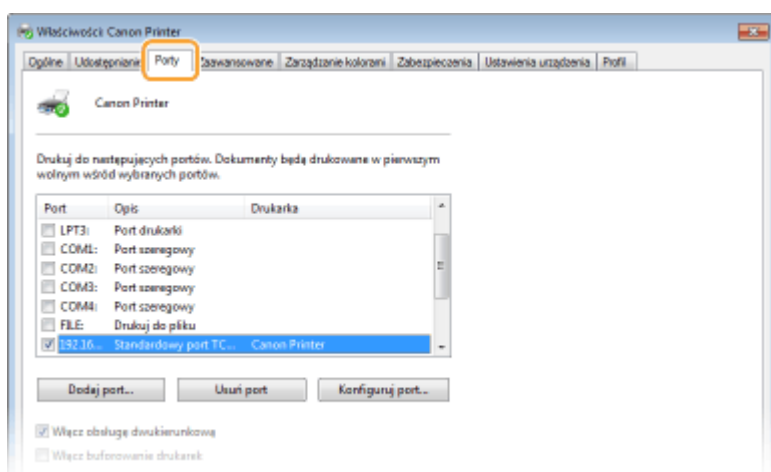 Właściwości: Canon Printer
Ogólne Udostępnianie Porty Zaawansowane Zarządzanie kolorami Zabezpieczenia Ustawienia urządzenia Profil
Canon Printer
Drukuj do następujących portów. Dokumenty będą drukowane w pierwszym
wolnym wśród wybranych portów.
Port Opis Drukarka
LPT3: Port drukarki
COM1: Port szeregowy
COM2: Port szeregowy
COM3: Port szeregowy
COM4: Port szeregowy
FILE: Drukuj do pliku
192.16... Standardowy port TC... Canon Printer
Dodaj port... Usuń port Konfiguruj port...
Włącz obsługę dwukierunkową
Włącz buforowanie drukarek